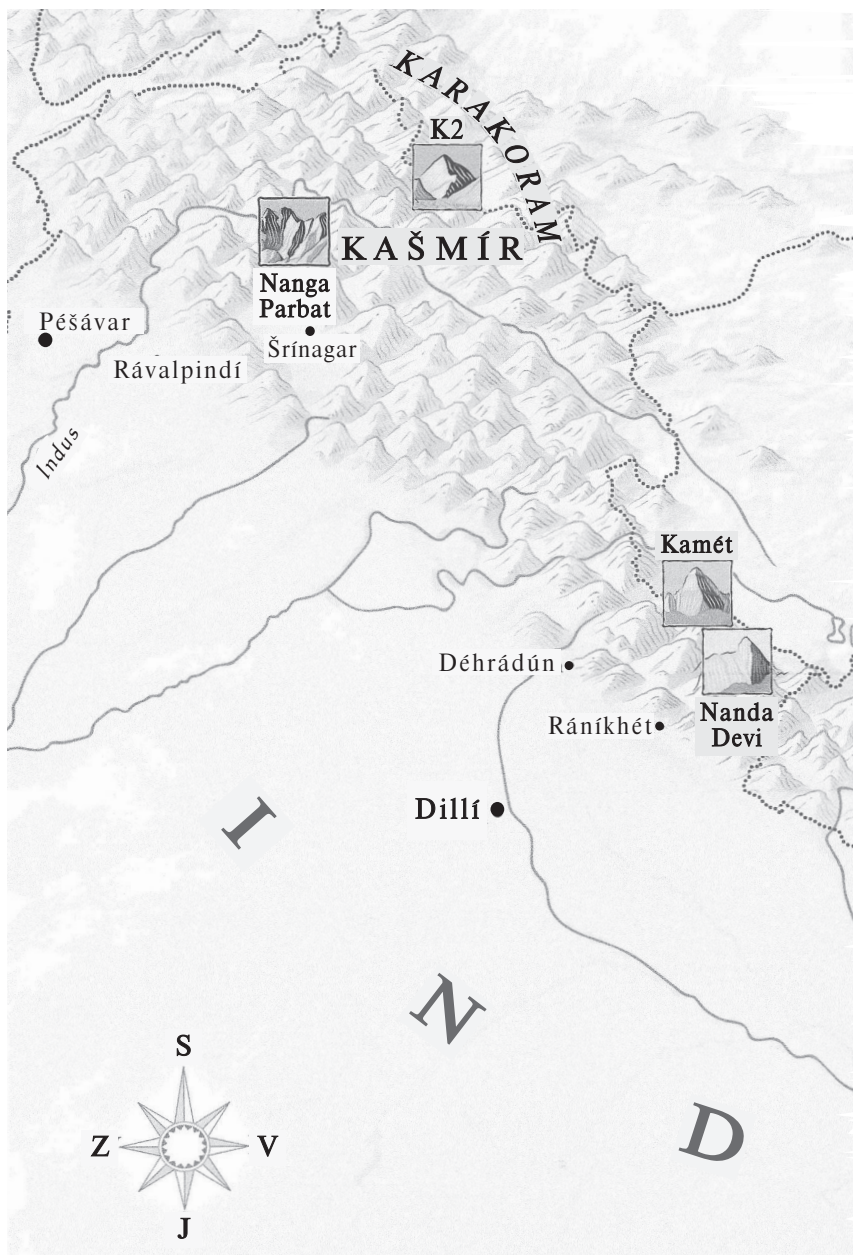 KARAKORAM
K2
KAŠMÍR
Nanga
Parbat
Šrínagar
Péšávar
Rávalpindí
Indus
Kamét
Déhrádún
Nanda
Devi
Ráníkhét
Dillí
I
N
D
S
Z
V
J